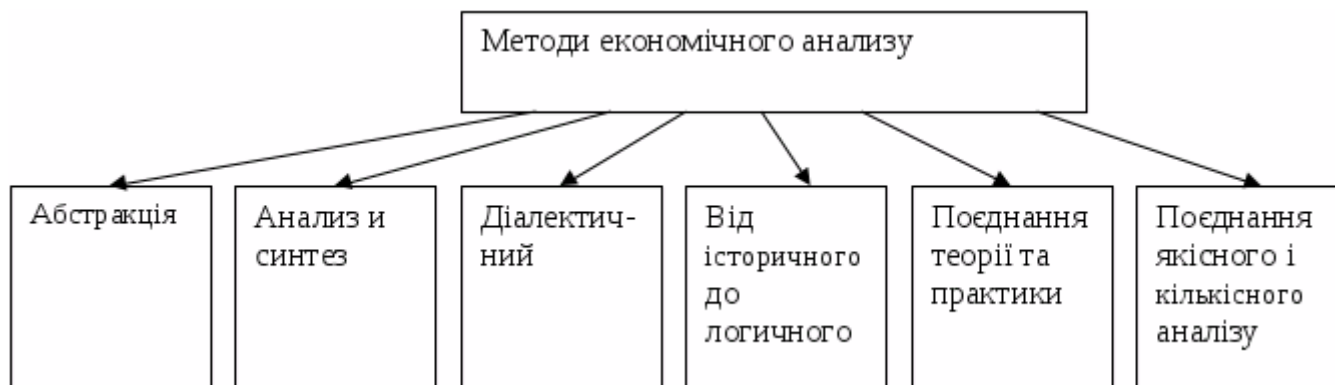 Методи економічного анализу
Абстракція
Анализ и
синтез
Діалектич-
ний
Від
історичного
до
логичного
Поєднання
теорії та
практики
Поєднання
якісного і
кількісного
аналізу